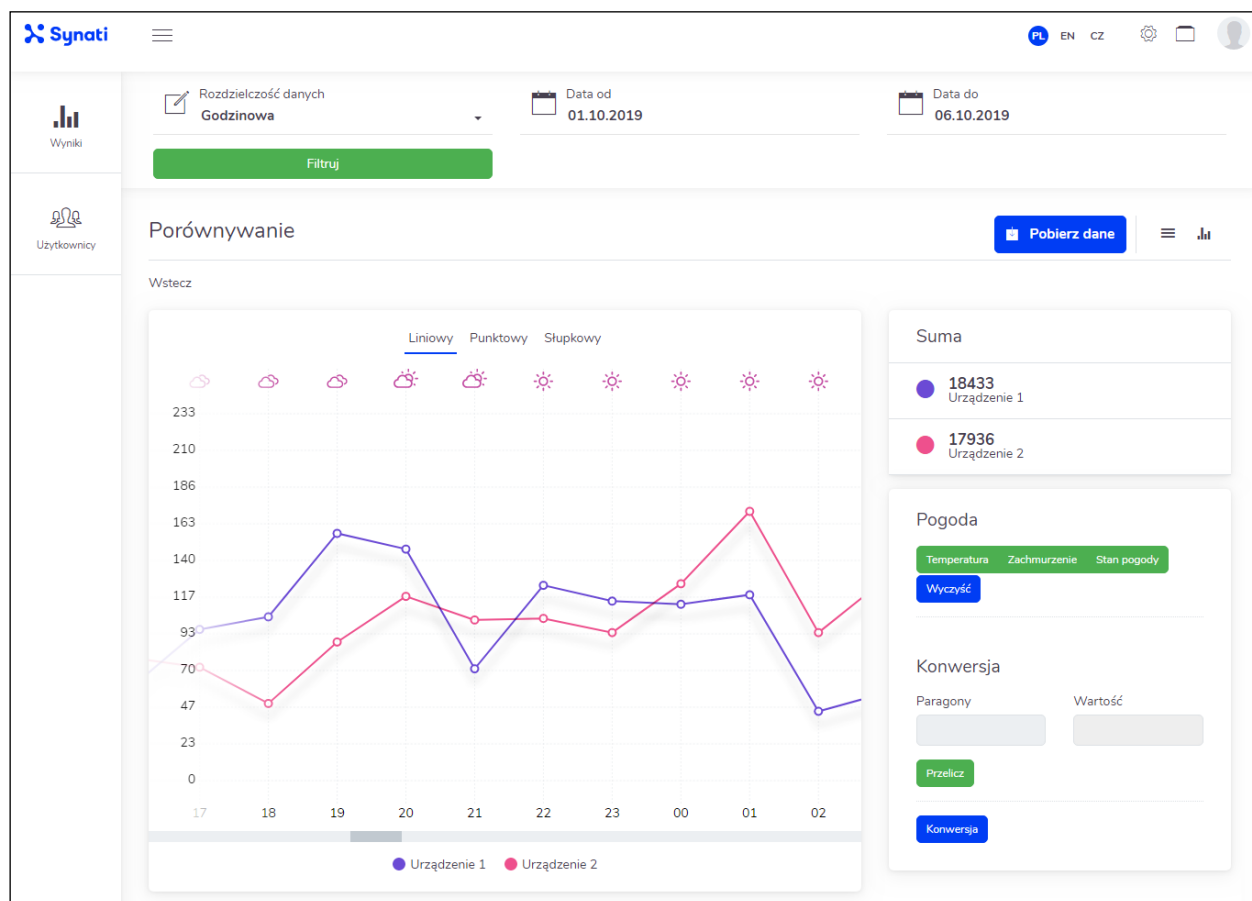 Synati
PL EN CZ
Rozdzielczość danych
Godzinowa
Data od
01.10.2019
Data do
06.10.2019
Filtruj
Wyniki
Użytkownicy
Porównywanie
Pobierz dane
Wstecz
Liniowy Punktowy Słupkowy
233
210
186
163
140
117
93
70
47
23
0
17 18 19 20 21 22 23 00 01 02
Urządzenie 1 Urządzenie 2
Suma
18433
Urządzenie 1
17936
Urządzenie 2
Pogoda
Temperatura Zachmurzenie Stan pogody
Wyczyść
Konwersja
Paragony Wartość
Przelicz
Konwersja